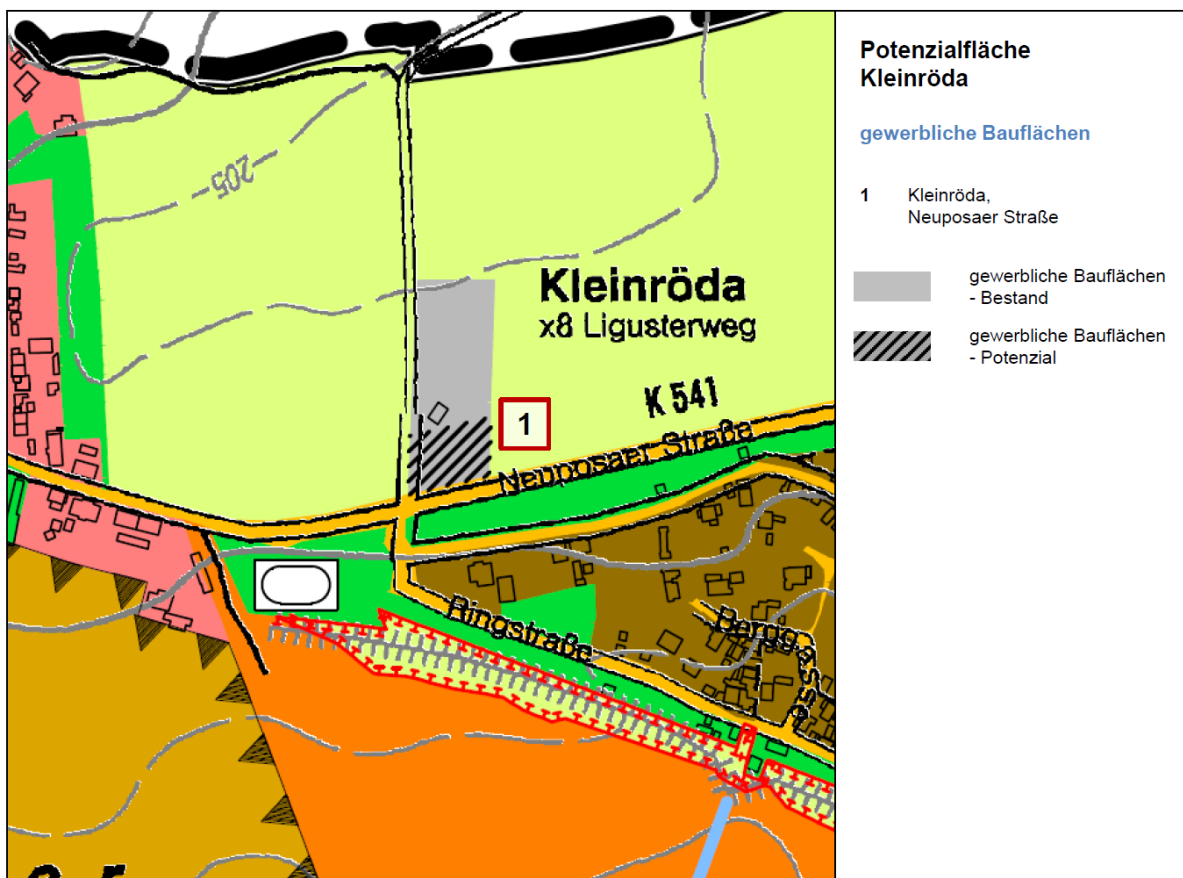 205
Kleinröda
x8 Ligusterweg
K 541
1
Neuposaer Straße
Ringstraße
Berggasse
Potenzialfläche
Kleinröda
gewerbliche Bauflächen
1 Kleinröda,
Neuposaer Straße
gewerbliche Bauflächen
- Bestand
gewerbliche Bauflächen
- Potenzial